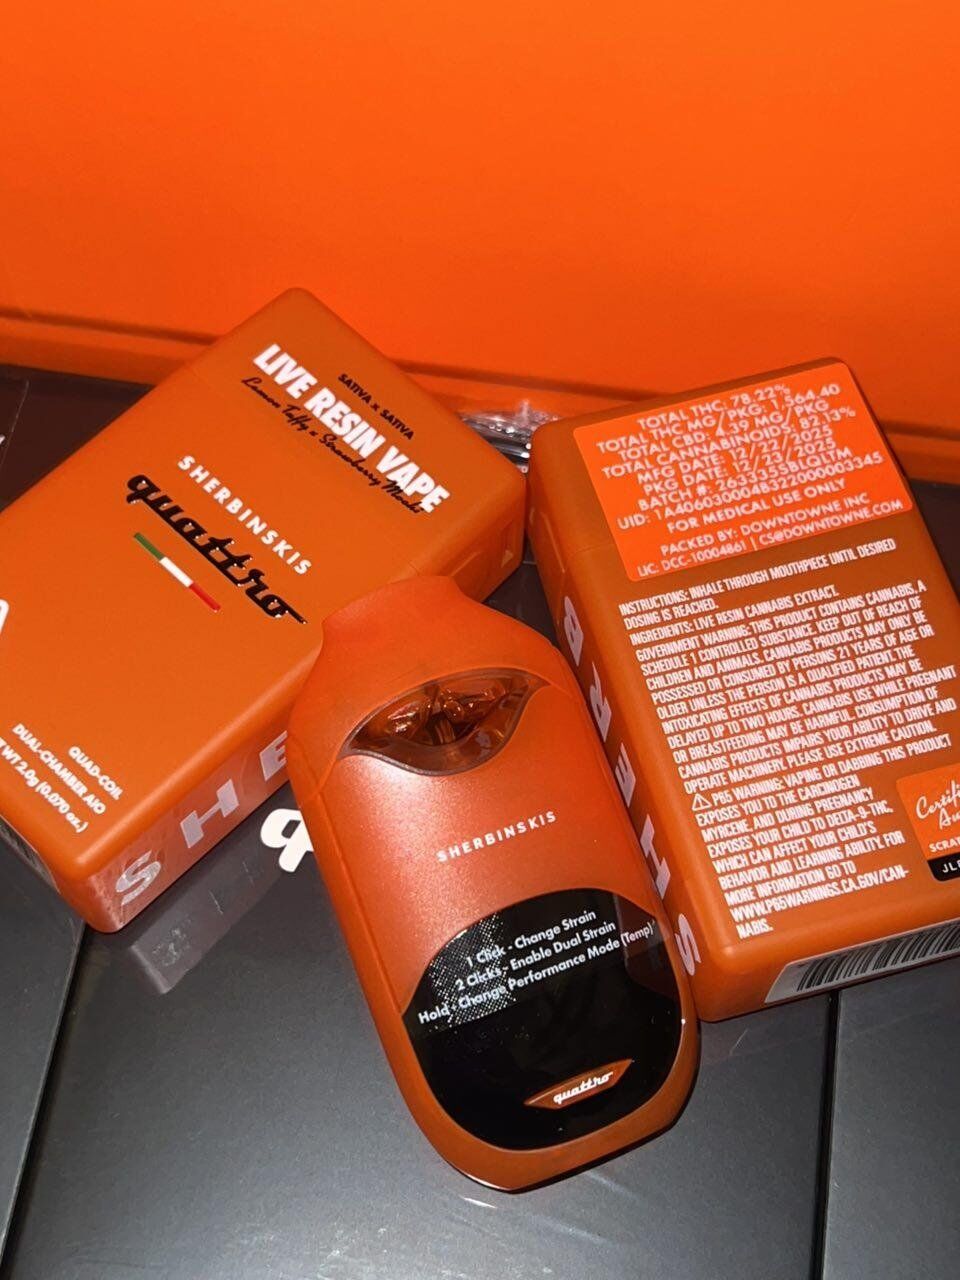 SATIVA x SATIVA
LIVE RESIN VAPE
Lemon Taffy x Strawberry Mochi
SHERBINSKIS
quattro
QUAD-COIL
DUAL-CHAMBER AIO
NET WT 2.0g (0.070 oz.)
SHE
SHERBINSKIS
1 Click - Change Strain
2 Clicks - Enable Dual Strain
Hold - Change Performance Mode (Temp)
quattro
TOTAL THC: 78.22%
TOTAL THC MG/PKG: 1,564.40
TOTAL CBD: 4.39 MG/PKG
TOTAL CANNABINOIDS: 82.13%
MFG DATE: 12/22/2025
PKG DATE: 12/23/2025
BATCH #:
UID: 1A4060300048322000003345
FOR MEDICAL USE ONLY
PACKED BY: DOWNTOWNE INC
LIC: DCC-10004861 | CS@DOWNTOWNE.COM
INSTRUCTIONS: INHALE THROUGH MOUTHPIECE UNTIL DESIRED
DOSING IS REACHED.
INGREDIENTS: LIVE RESIN CANNABIS EXTRACT.
GOVERNMENT WARNING: THIS PRODUCT CONTAINS CANNABIS, A
SCHEDULE 1 CONTROLLED SUBSTANCE. KEEP OUT OF REACH OF
CHILDREN AND ANIMALS. CANNABIS PRODUCTS MAY ONLY BE
POSSESSED OR CONSUMED BY PERSONS 21 YEARS OF AGE OR
OLDER UNLESS THE PERSON IS A QUALIFIED PATIENT. THE
INTOXICATING EFFECTS OF CANNABIS PRODUCTS MAY BE
DELAYED UP TO TWO HOURS. CANNABIS USE WHILE PREGNANT
OR BREASTFEEDING MAY BE HARMFUL. CONSUMPTION OF
CANNABIS PRODUCTS IMPAIRS YOUR ABILITY TO DRIVE AND
OPERATE MACHINERY. PLEASE USE EXTREME CAUTION.
⚠ P65 WARNING: VAPING OR DABBING THIS PRODUCT
EXPOSES YOU TO THE CARCINOGEN
MYRCENE, AND DURING PREGNANCY
EXPOSES YOUR CHILD TO DELTA-9-THC,
WHICH CAN AFFECT YOUR CHILD'S
BEHAVIOR AND LEARNING ABILITY. FOR
MORE INFORMATION GO TO
WWW.P65WARNINGS.CA.GOV/CAN-
NABIS.
SHER